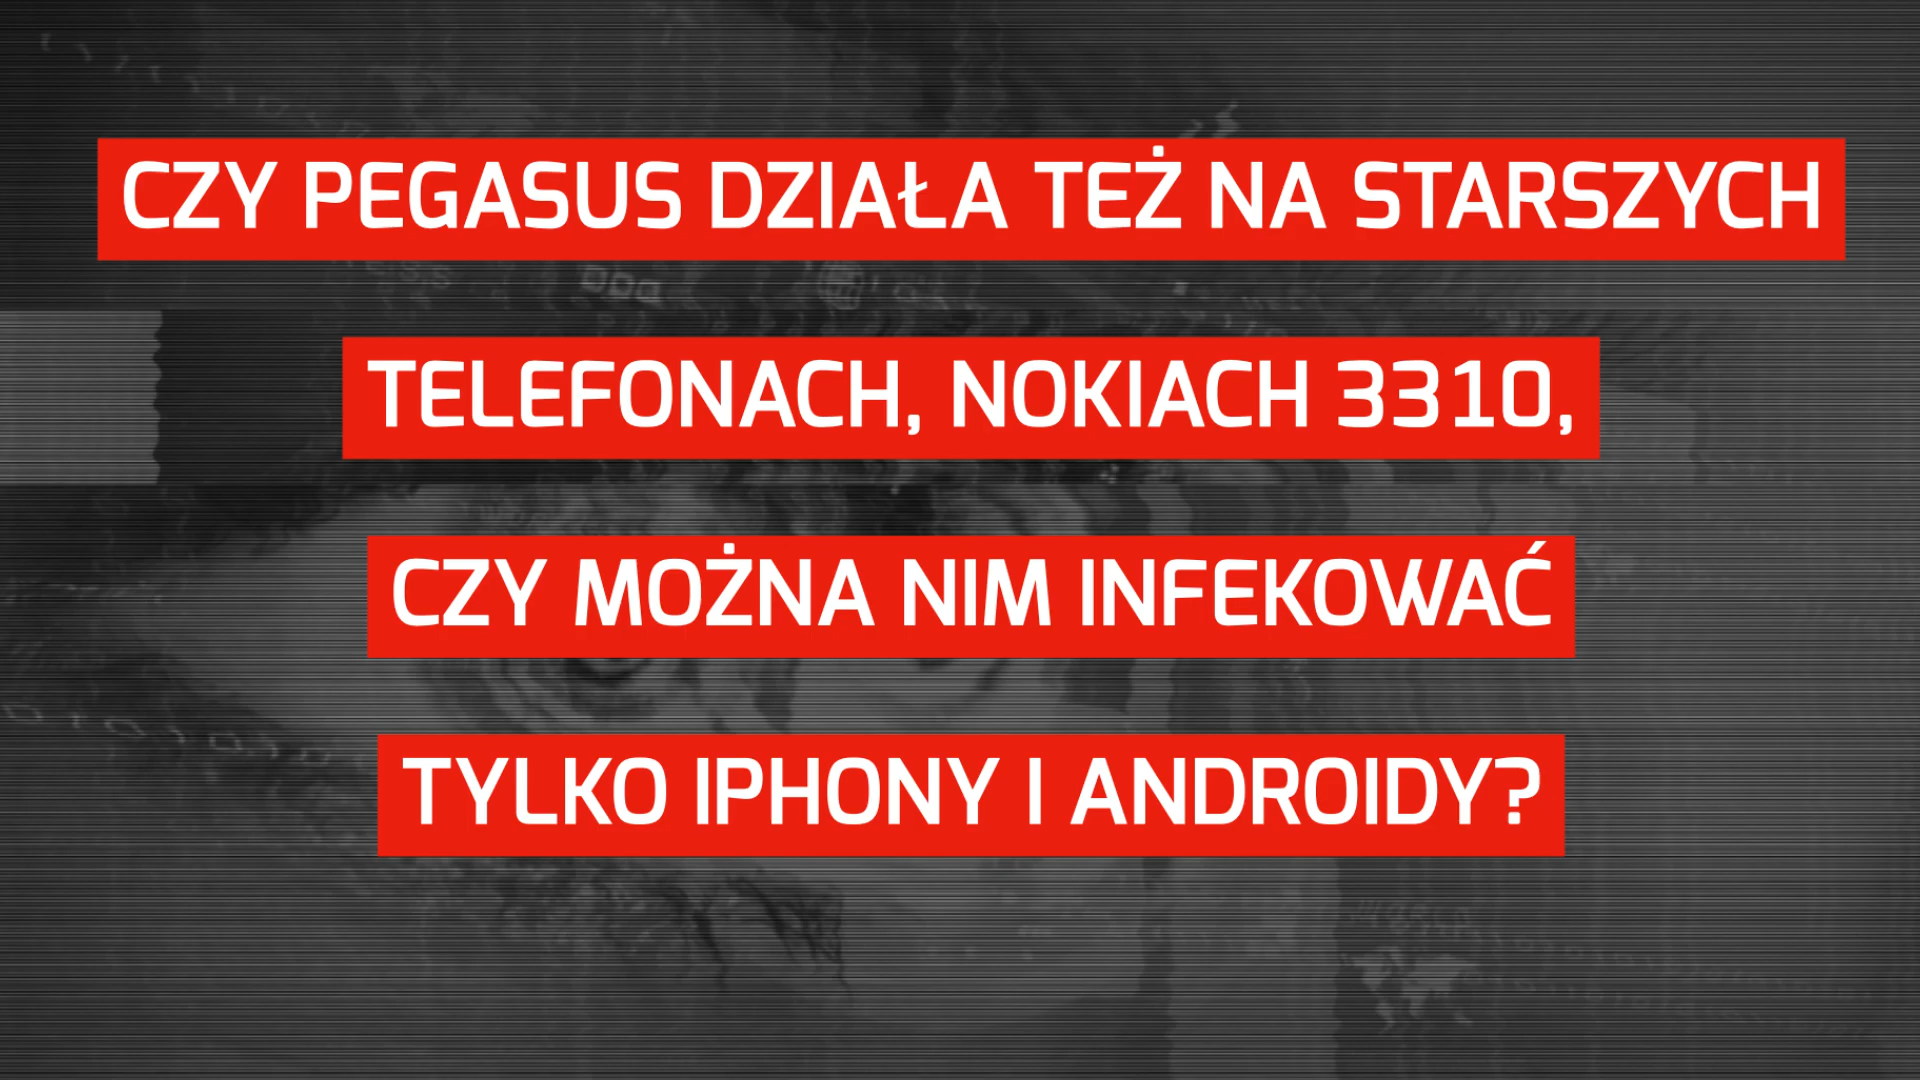 CZY PEGASUS DZIAŁA TEŻ NA STARSZYCH
TELEFONACH, NOKIACH 3310,
CZY MOŻNA NIM INFEKOWAĆ
TYLKO IPHONY I ANDROIDY?